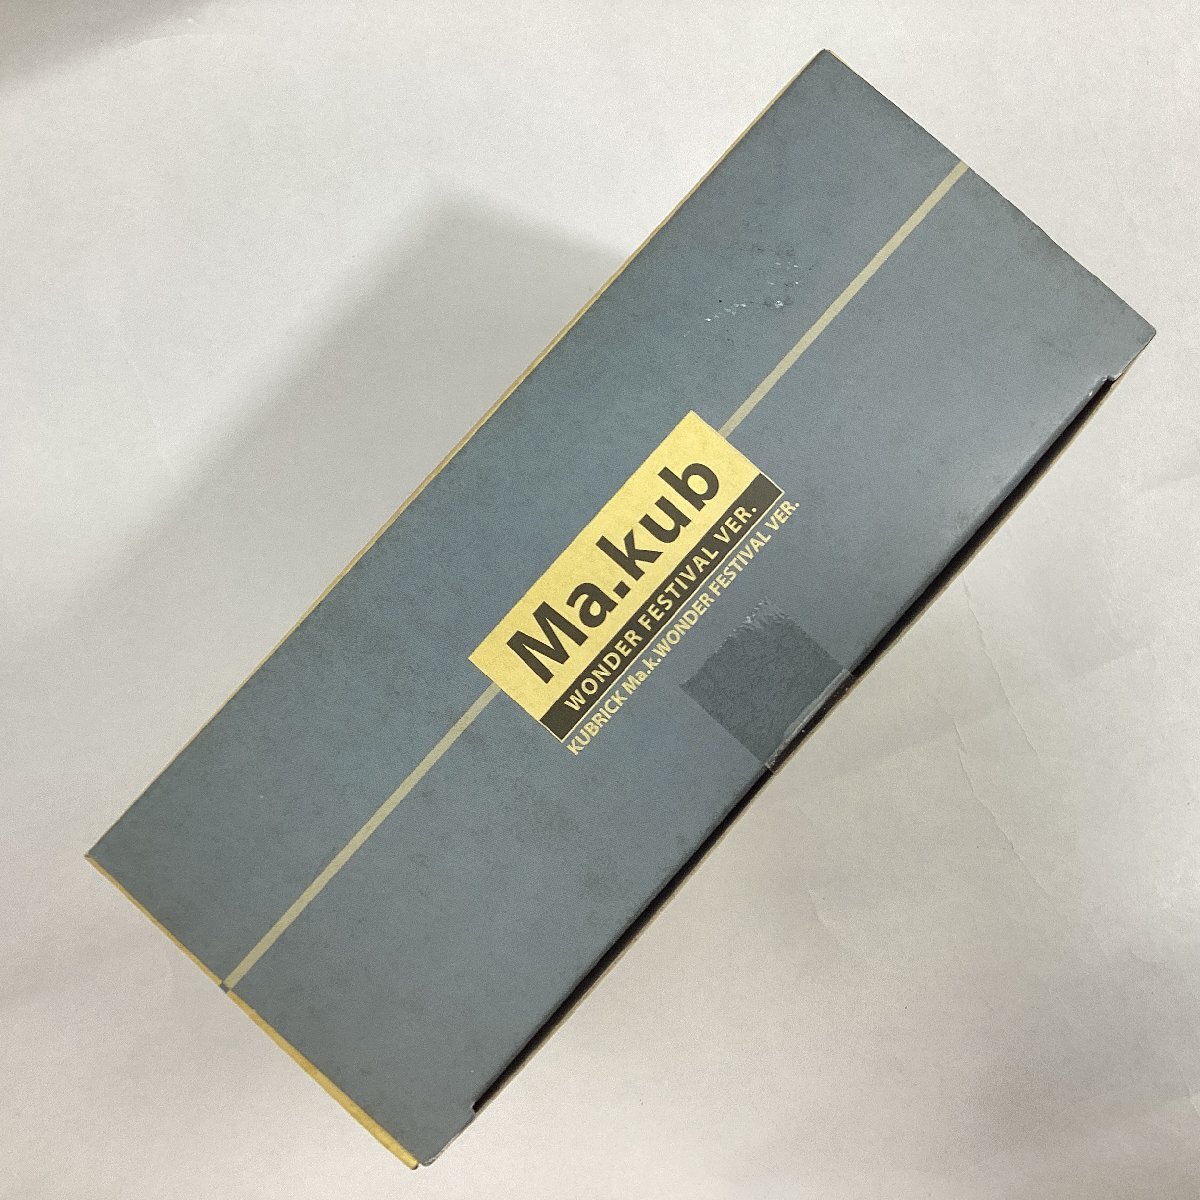 Ma.kub
WONDER FESTIVAL VER.
KUBRICK Ma.k.WONDER FESTIVAL VER.